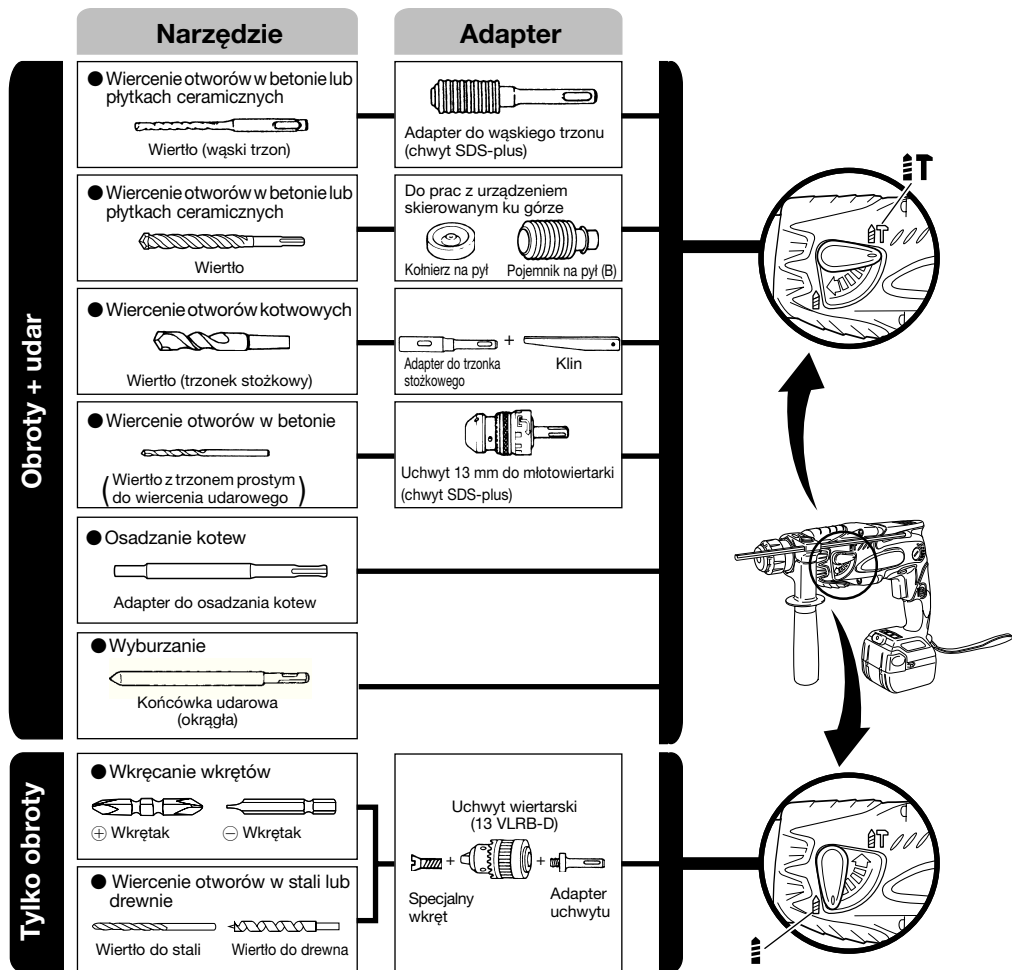 Narzędzie
Adapter
Obroty + udar
● Wiercenie otworów w betonie lub
płytkach ceramicznych
Wiertło (wąski trzon)
Adapter do wąskiego trzonu
(chwyt SDS-plus)
● Wiercenie otworów w betonie lub
płytkach ceramicznych
Wiertło
Do prac z urządzeniem
skierowanym ku górze
Kołnierz na pył
Pojemnik na pył (B)
● Wiercenie otworów kotwowych
Wiertło (trzonek stożkowy)
+
Adapter do trzonka
stożkowego
Klin
● Wiercenie otworów w betonie
(Wiertło z trzonem prostym
do wiercenia udarowego)
Uchwyt 13 mm do młotowiertarki
(chwyt SDS-plus)
● Osadzanie kotew
Adapter do osadzania kotew
● Wyburzanie
Końcówka udarowa
(okrągła)
Tylko obroty
● Wkręcanie wkrętów
⊕ Wkrętak
⊖ Wkrętak
● Wiercenie otworów w stali lub
drewnie
Wiertło do stali
Wiertło do drewna
Uchwyt wiertarski
(13 VLRB-D)
+ +
Specjalny
wkręt
Adapter
uchwytu